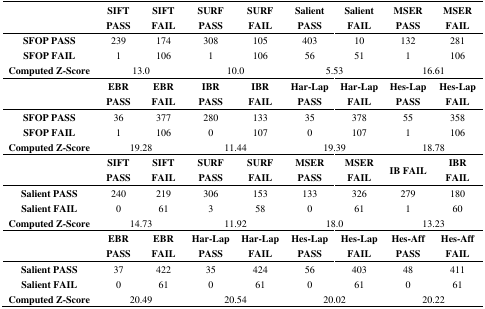 SIFT SIFT SURF SURF Salient Salient MSER MSER
PASS FAIL PASS FAIL PASS FAIL PASS FAIL
SFOP PASS 239 174 308 105 403 10 132 281
SFOP FAIL 1 106 1 106 56 51 1 106
Computed Z-Score 13.0 10.0 5.53 16.61
EBR EBR IBR IBR Har-Lap Har-Lap Hes-Lap Hes-Lap
PASS FAIL PASS FAIL PASS FAIL PASS FAIL
SFOP PASS 36 377 280 133 35 378 55 358
SFOP FAIL 1 106 0 107 0 107 1 106
Computed Z-Score 19.28 11.44 19.39 18.78
SIFT SIFT SURF SURF MSER MSER IB FAIL IBR
PASS FAIL PASS FAIL PASS FAIL FAIL
Salient PASS 240 219 306 153 133 326 279 180
Salient FAIL 0 61 3 58 0 61 1 60
Computed Z-Score 14.73 11.92 18.0 13.23
EBR EBR Har-Lap Har-Lap Hes-Lap Hes-Lap Hes-Aff Hes-Aff
PASS FAIL PASS FAIL PASS FAIL PASS FAIL
Salient PASS 37 422 35 424 56 403 48 411
Salient FAIL 0 61 0 61 0 61 0 61
Computed Z-Score 20.49 20.54 20.02 20.22